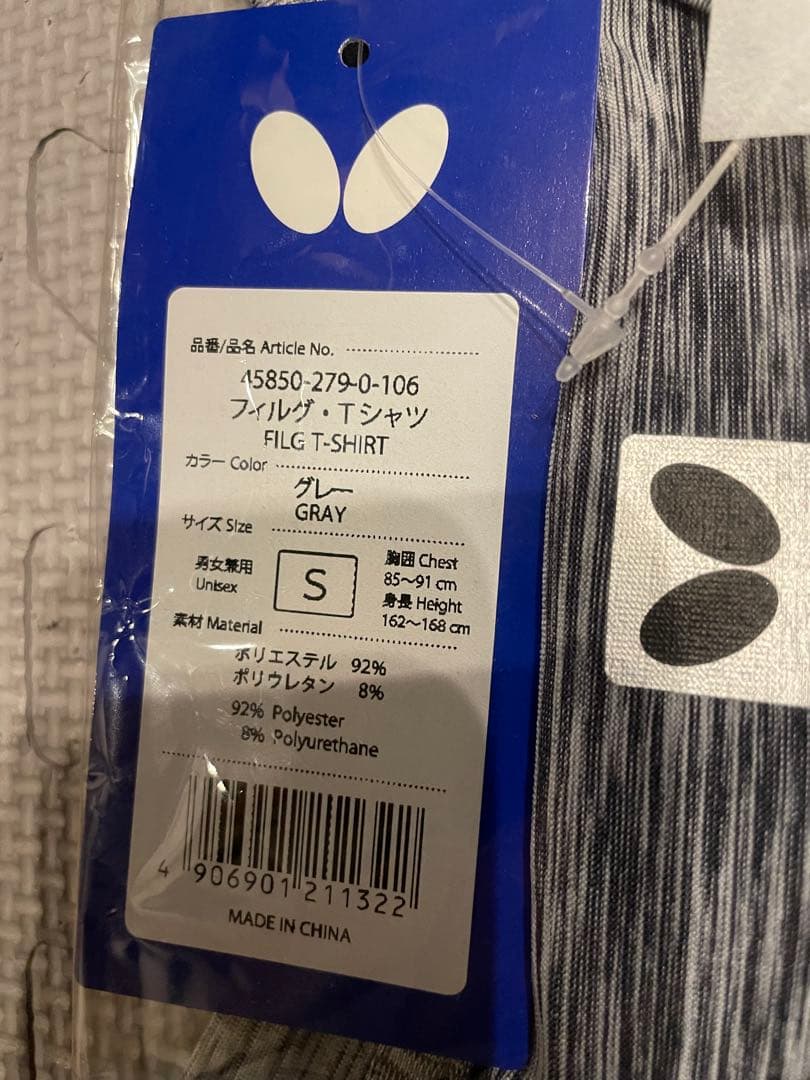 品番/品名 Article No.
45850-279-0-106
フィルグ・Tシャツ
FILG T-SHIRT
カラー Color
グレー
GRAY
サイズ Size
男女兼用
Unisex
S
胸囲 Chest
85〜91 cm
身長 Height
162〜168 cm
素材 Material
ポリエステル 92%
ポリウレタン 8%
92% Polyester
8% Polyurethane
4 906901 211322
MADE IN CHINA